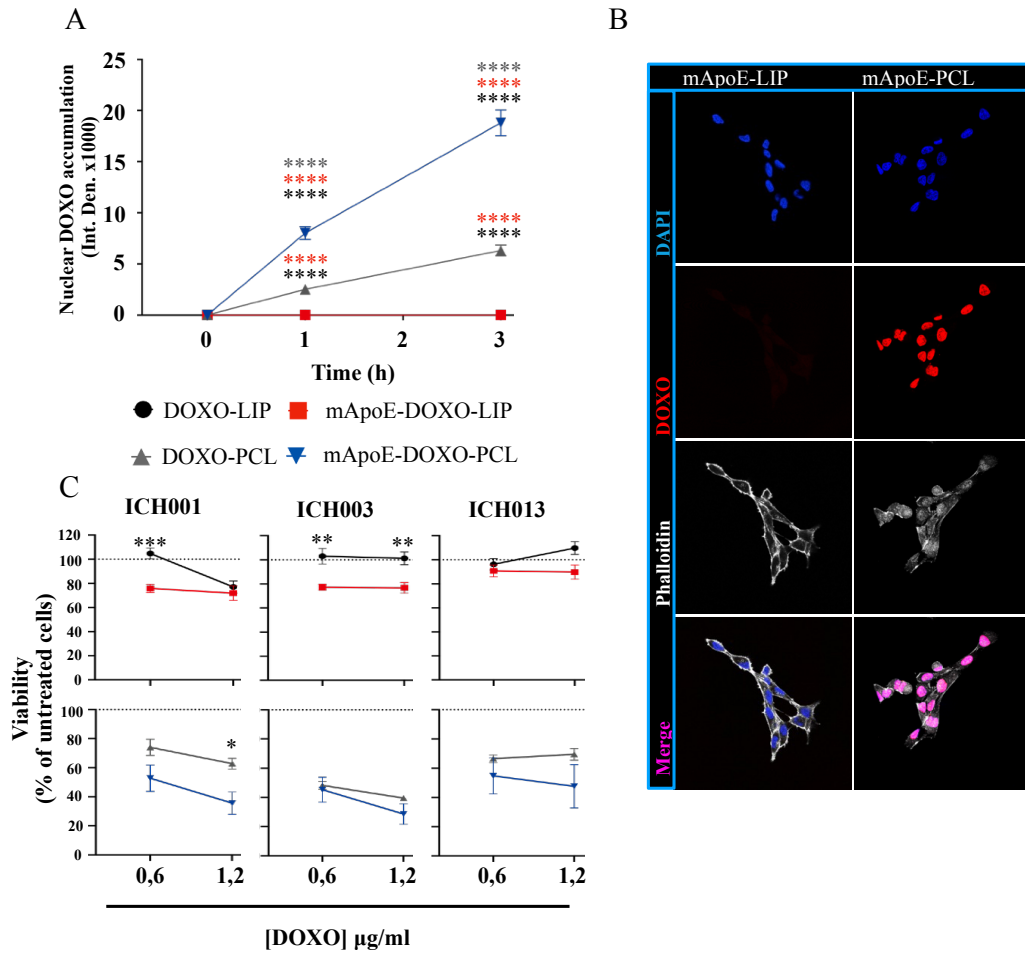 A
Nuclear DOXO accumulation
(Int. Den. x1000)
25
20
15
10
5
0
****
****
****
****
****
****
****
****
****
****
0
1
2
3
Time (h)
DOXO-LIP
mApoE-DOXO-LIP
DOXO-PCL
mApoE-DOXO-PCL
B
mApoE-LIP
mApoE-PCL
DAPI
DOXO
Phalloidin
Merge
C
ICH001
ICH003
ICH013
Viability
(% of untreated cells)
120
100
80
60
40
20
0
***
**
**
100
80
60
40
20
0
*
0,6
1,2
0,6
1,2
0,6
1,2
[DOXO] µg/ml